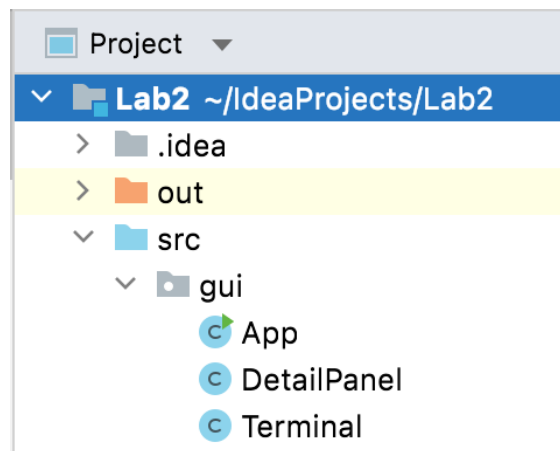 Project
Lab2 ~/IdeaProjects/Lab2
.idea
out
src
gui
C App
C DetailPanel
C Terminal